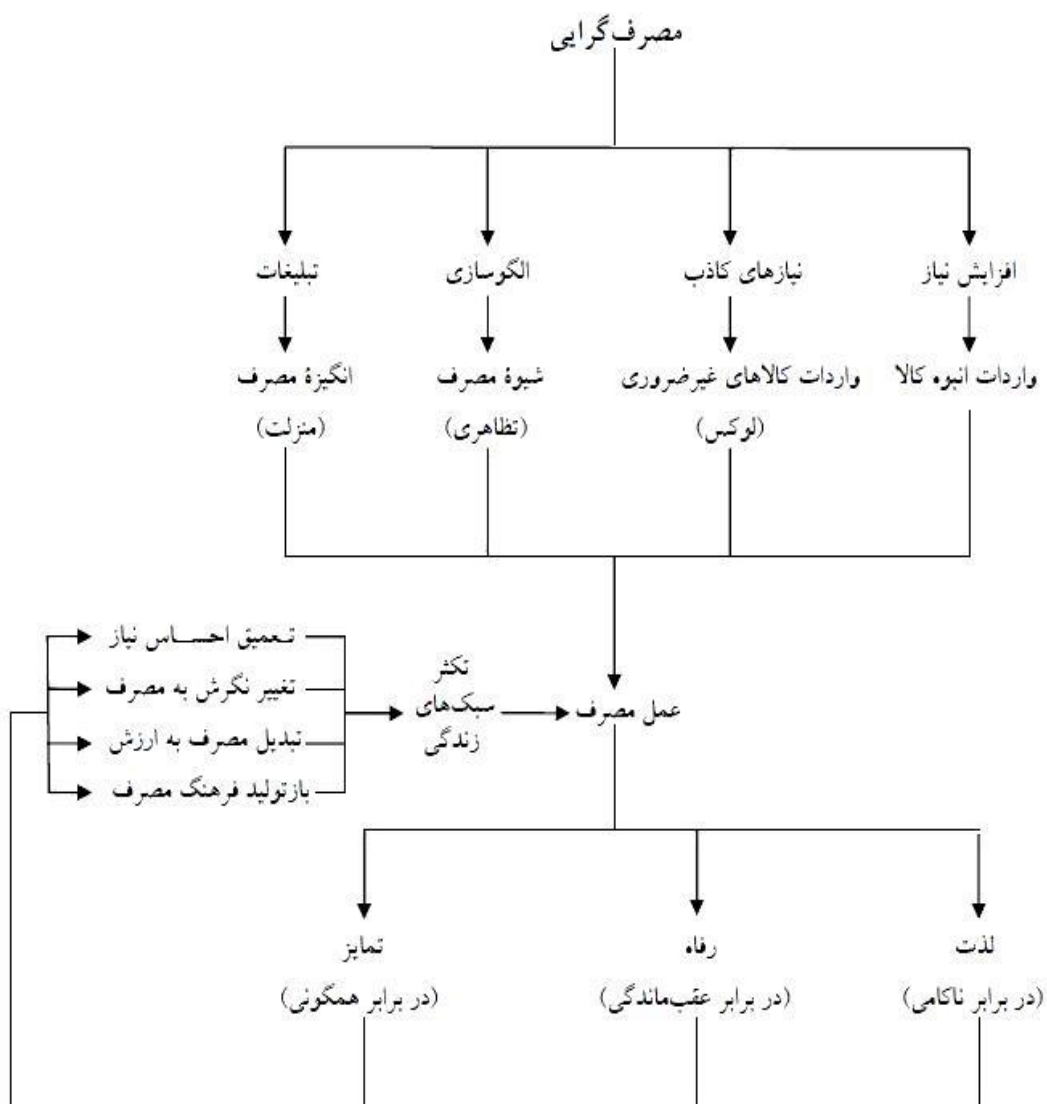 مصرف‌گرایی
افزایش نیاز
نیازهای کاذب
الگوسازی
تبلیغات
واردات انبوه کالا
واردات کالاهای غیرضروری
(لوکس)
شیوهٔ مصرف
(تظاهری)
انگیزهٔ مصرف
(منزلت)
عمل مصرف
تکثر
سبک‌های
زندگی
تعمیق احساس نیاز
تغییر نگرش به مصرف
تبدیل مصرف به ارزش
بازتولید فرهنگ مصرف
لذت
(در برابر ناکامی)
رفاه
(در برابر عقب‌ماندگی)
تمایز
(در برابر همگونی)